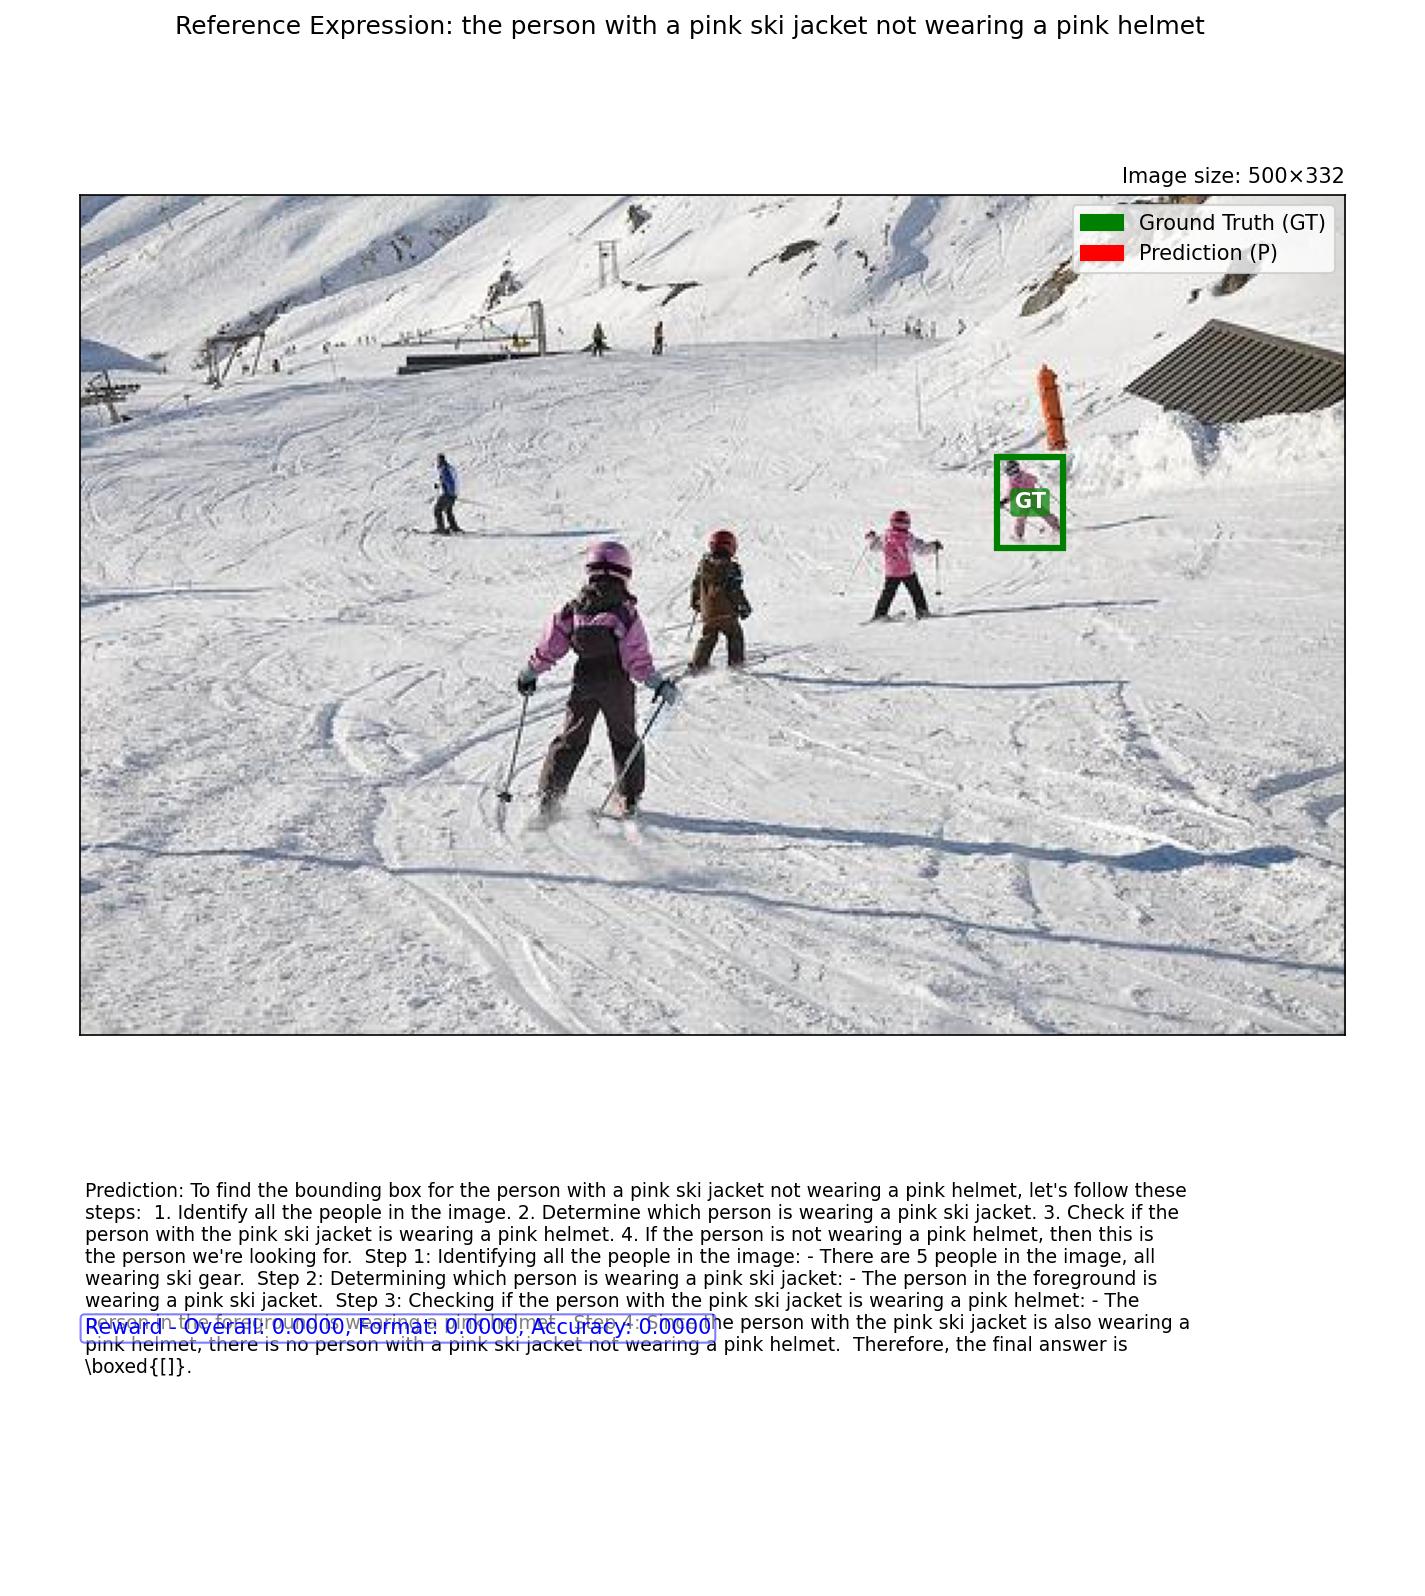 Reference Expression: the person with a pink ski jacket not wearing a pink helmet
Image size: 500×332
Ground Truth (GT)
Prediction (P)
GT
Prediction: To find the bounding box for the person with a pink ski jacket not wearing a pink helmet, let's follow these
steps:  1. Identify all the people in the image. 2. Determine which person is wearing a pink ski jacket. 3. Check if the
person with the pink ski jacket is wearing a pink helmet. 4. If the person is not wearing a pink helmet, then this is
the person we're looking for.  Step 1: Identifying all the people in the image: - There are 5 people in the image, all
wearing ski gear.  Step 2: Determining which person is wearing a pink ski jacket: - The person in the foreground is
wearing a pink ski jacket.  Step 3: Checking if the person with the pink ski jacket is wearing a pink helmet: - The
person in the foreground is wearing a pink helmet.  Step 4: Since the person with the pink ski jacket is also wearing a
Reward - Overall: 0.0000, Format: 0.0000, Accuracy: 0.0000
pink helmet, there is no person with a pink ski jacket not wearing a pink helmet.  Therefore, the final answer is
\boxed{[]}.